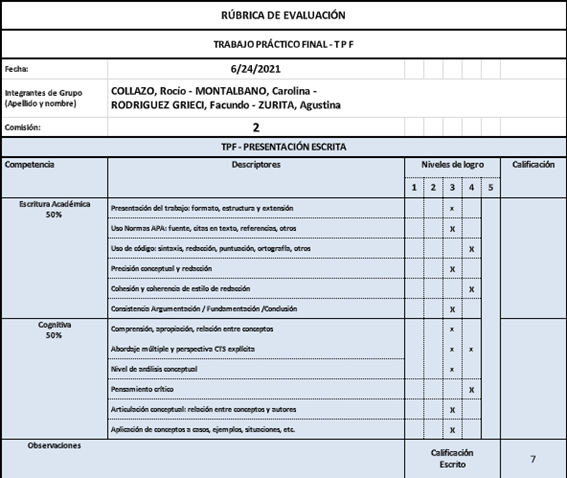 RÚBRICA DE EVALUACIÓN
TRABAJO PRÁCTICO FINAL - T P F
Fecha: 6/24/2021
Integrantes de Grupo
(Apellido y nombre)
COLLAZO, Rocío - MONTALBANO, Carolina -
RODRIGUEZ GRIECI, Facundo - ZURITA, Agustina
Comisión: 2
TPF - PRESENTACIÓN ESCRITA
Competencia Descriptores Niveles de logro Calificación
1 2 3 4 5
Escritura Académica
50%
Presentación del trabajo: formato, estructura y extensión x
Uso Normas APA: fuente, citas en texto, referencias, otros X
Uso de código: sintaxis, redacción, puntuación, ortografía, otros X
Precisión conceptual y redacción X
Cohesión y coherencia de estilo de redacción X
Consistencia Argumentación / Fundamentación /Conclusión X
Cognitiva
50%
Comprensión, apropiación, relación entre conceptos x
Abordaje múltiple y perspectiva CTS explícita x x
Nivel de análisis conceptual x
Pensamiento crítico X
Articulación conceptual: relación entre conceptos y autores X
Aplicación de conceptos a casos, ejemplos, situaciones, etc. X
Observaciones
Calificación
Escrito
7